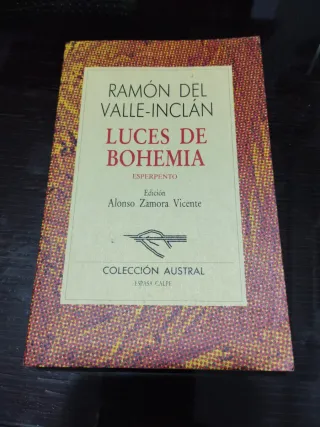 RAMÓN DEL
VALLE-INCLÁN
LUCES DE
BOHEMIA
ESPERPENTO
Edición
Alonso Zamora Vicente
COLECCIÓN AUSTRAL
ESPASA CALPE